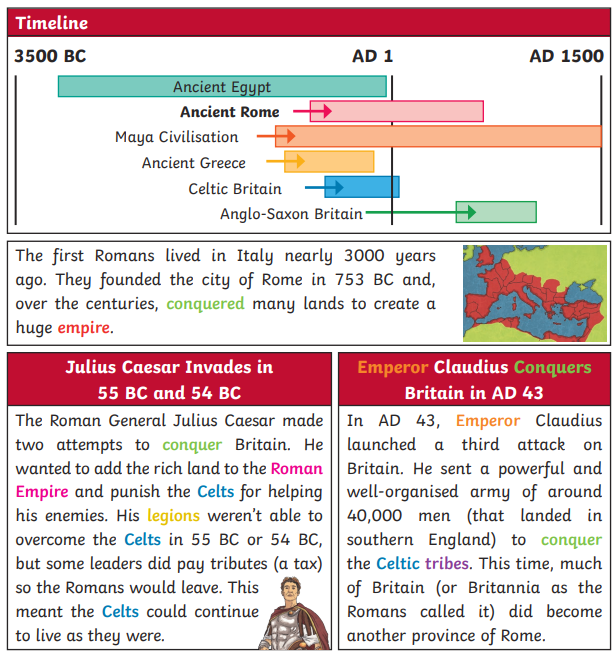 Timeline
3500 BC AD 1 AD 1500
Ancient Egypt
Ancient Rome
Maya Civilisation
Ancient Greece
Celtic Britain
Anglo-Saxon Britain
The first Romans lived in Italy nearly 3000 years
ago. They founded the city of Rome in 753 BC and,
over the centuries, conquered many lands to create a
huge empire.
Julius Caesar Invades in
55 BC and 54 BC
The Roman General Julius Caesar made
two attempts to conquer Britain. He
wanted to add the rich land to the Roman
Empire and punish the Celts for helping
his enemies. His legions weren't able to
overcome the Celts in 55 BC or 54 BC,
but some leaders did pay tributes (a tax)
so the Romans would leave. This
meant the Celts could continue
to live as they were.
Emperor Claudius Conquers
Britain in AD 43
In AD 43, Emperor Claudius
launched a third attack on
Britain. He sent a powerful and
well-organised army of around
40,000 men (that landed in
southern England) to conquer
the Celtic tribes. This time, much
of Britain (or Britannia as the
Romans called it) did become
another province of Rome.